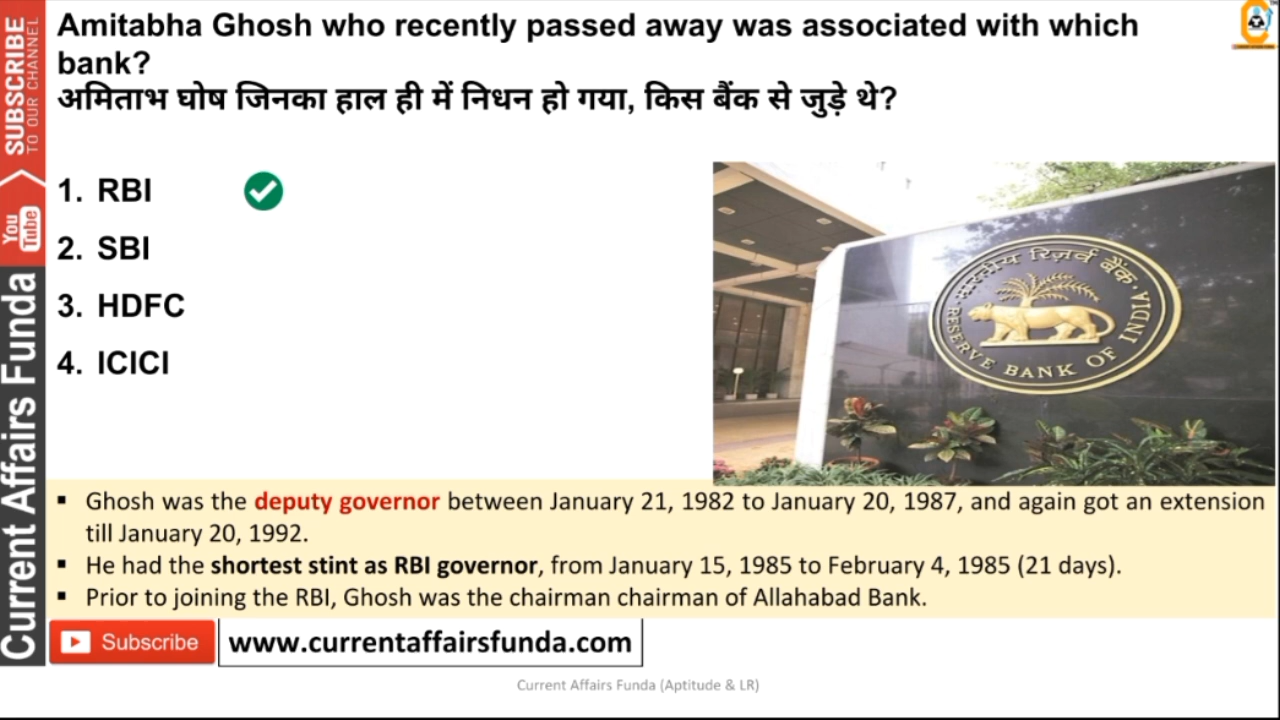 Amitabha Ghosh who recently passed away was associated with which
bank?
अमिताभ घोष जिनका हाल ही में निधन हो गया, किस बैंक से जुड़े थे?
1. RBI
2. SBI
3. HDFC
4. ICICI
भारतीय रिज़र्व बैंक
RESERVE BANK OF INDIA
▪ Ghosh was the deputy governor between January 21, 1982 to January 20, 1987, and again got an extension
till January 20, 1992.
▪ He had the shortest stint as RBI governor, from January 15, 1985 to February 4, 1985 (21 days).
▪ Prior to joining the RBI, Ghosh was the chairman chairman of Allahabad Bank.
Subscribe
www.currentaffairsfunda.com
Current Affairs Funda (Aptitude & LR)
SUBSCRIBE
TO OUR CHANNEL
You
Tube
Current Affairs Funda